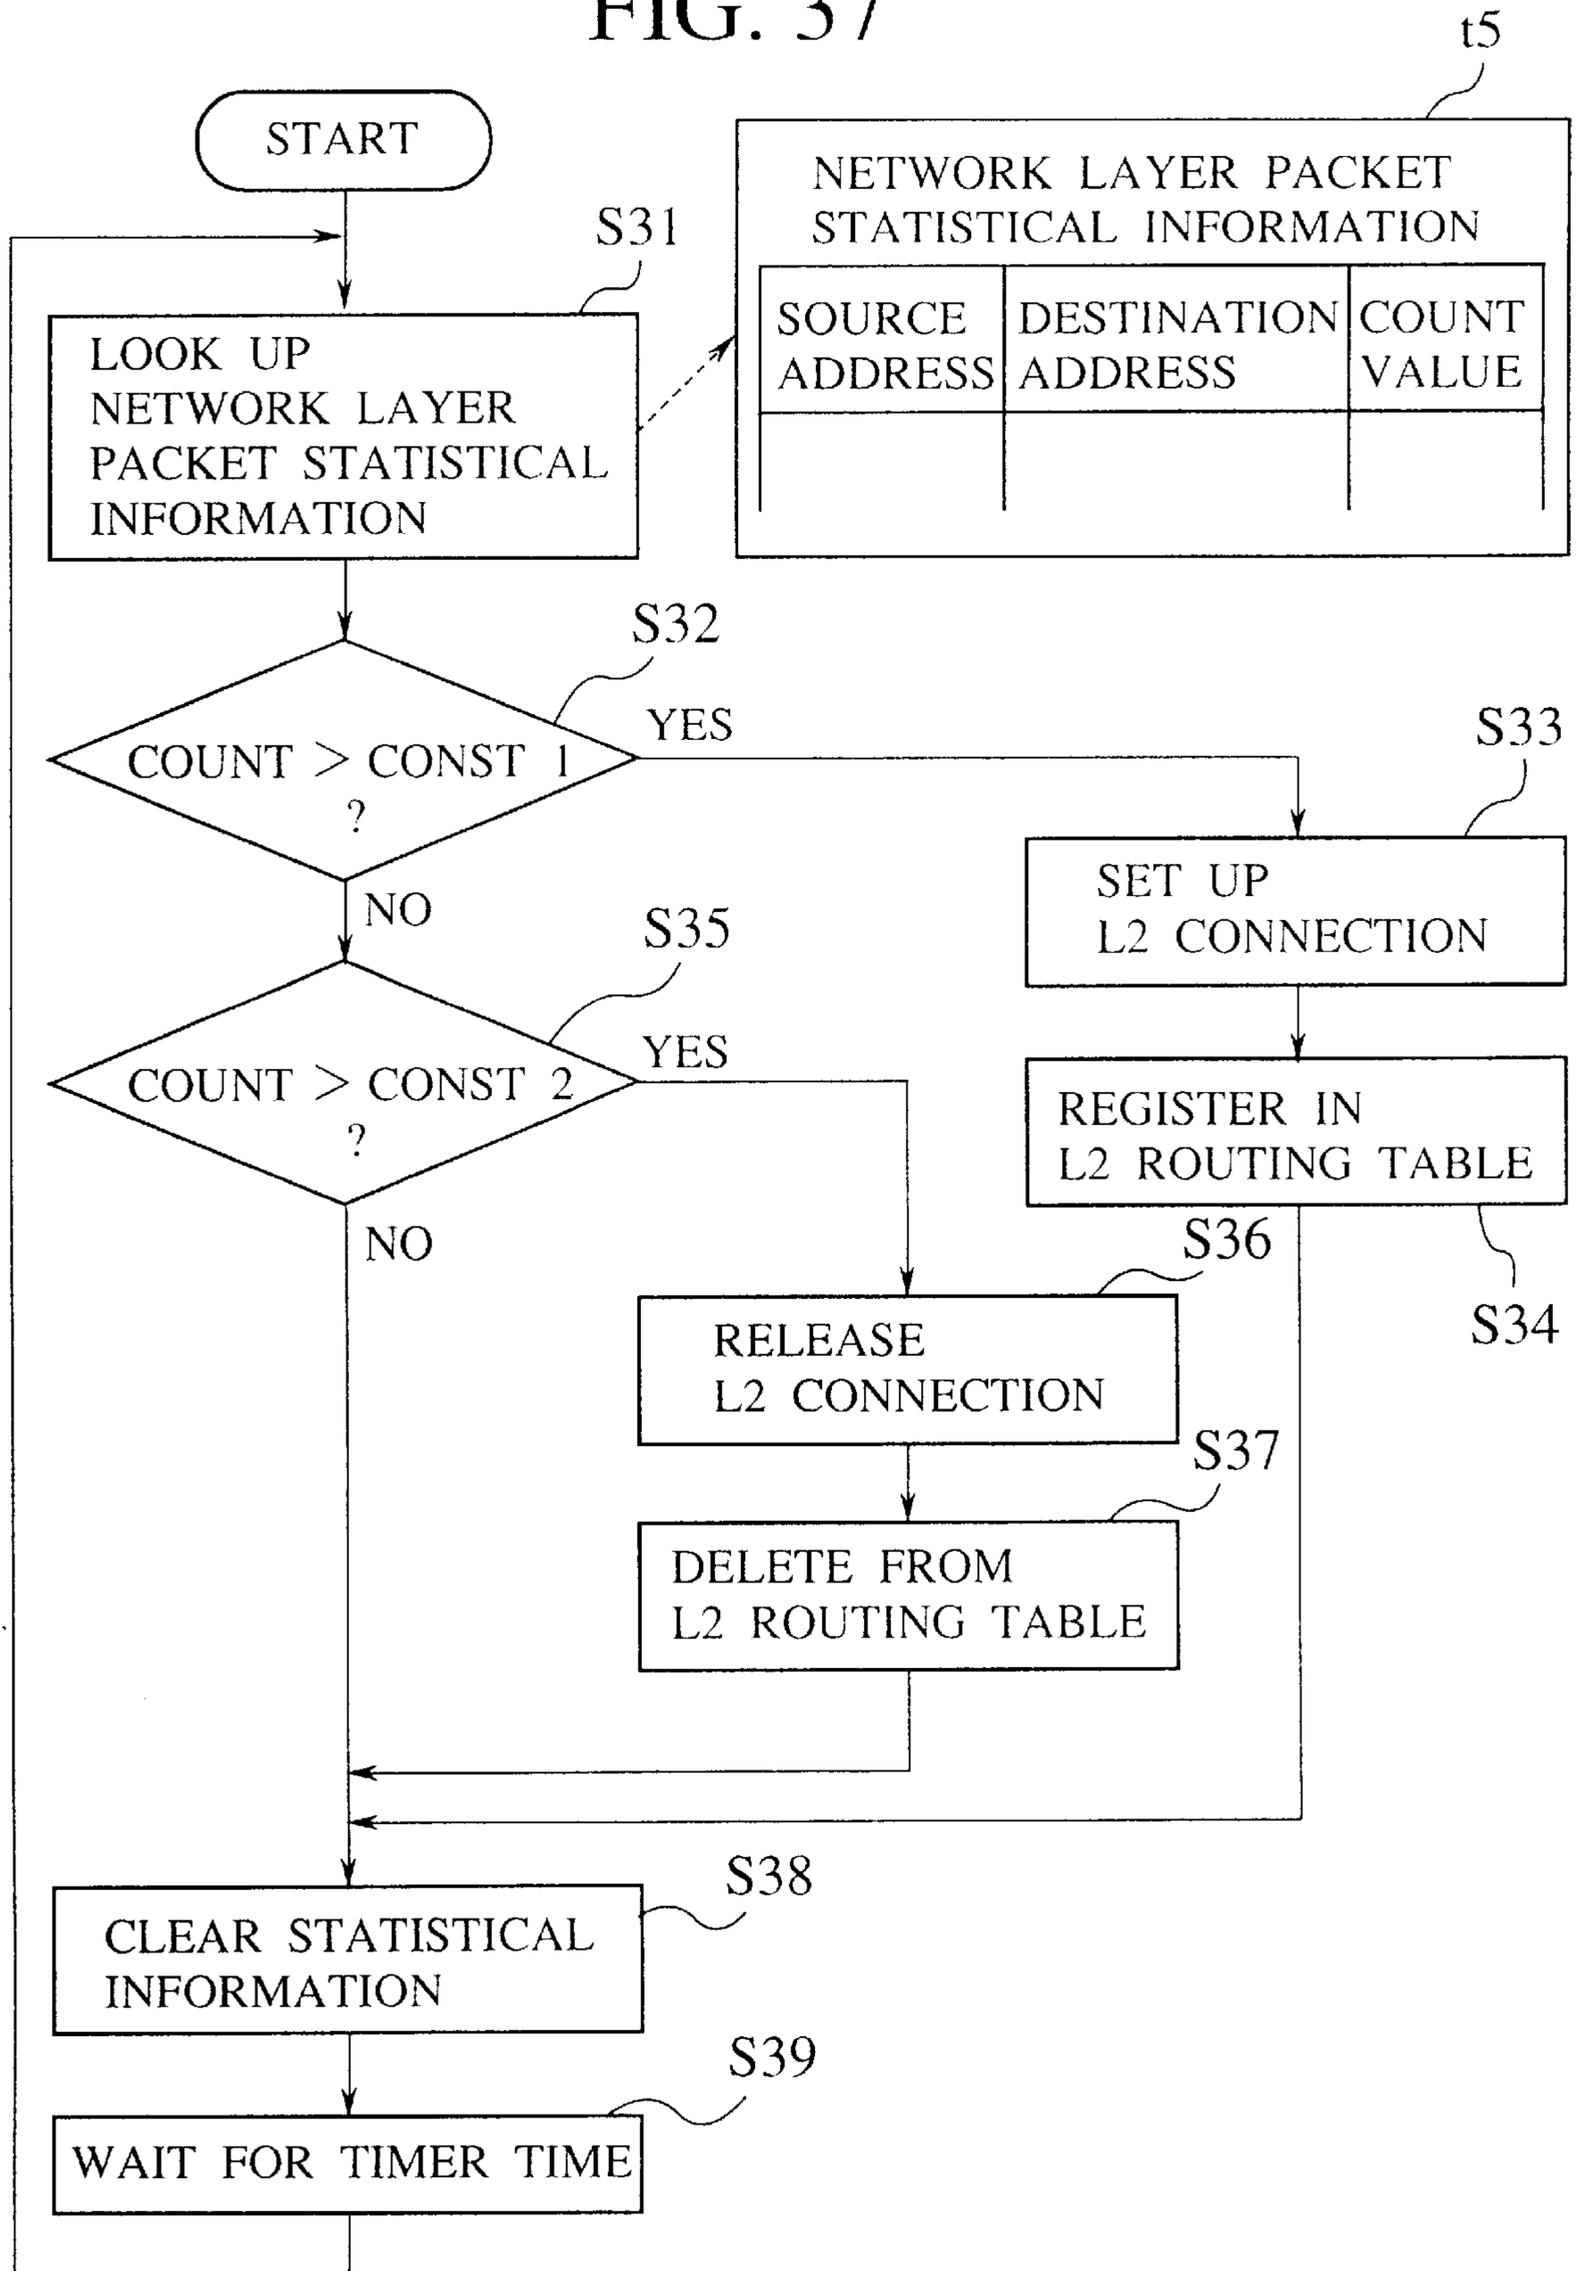 FIG. 37
t5
START
NETWORK LAYER PACKET
STATISTICAL INFORMATION
S31
SOURCE
ADDRESS
DESTINATION
ADDRESS
COUNT
VALUE
LOOK UP
NETWORK LAYER
PACKET STATISTICAL
INFORMATION
S32
COUNT > CONST 1
?
YES
NO
S33
SET UP
L2 CONNECTION
S35
COUNT > CONST 2
?
YES
NO
REGISTER IN
L2 ROUTING TABLE
S34
S36
RELEASE
L2 CONNECTION
S37
DELETE FROM
L2 ROUTING TABLE
S38
CLEAR STATISTICAL
INFORMATION
S39
WAIT FOR TIMER TIME